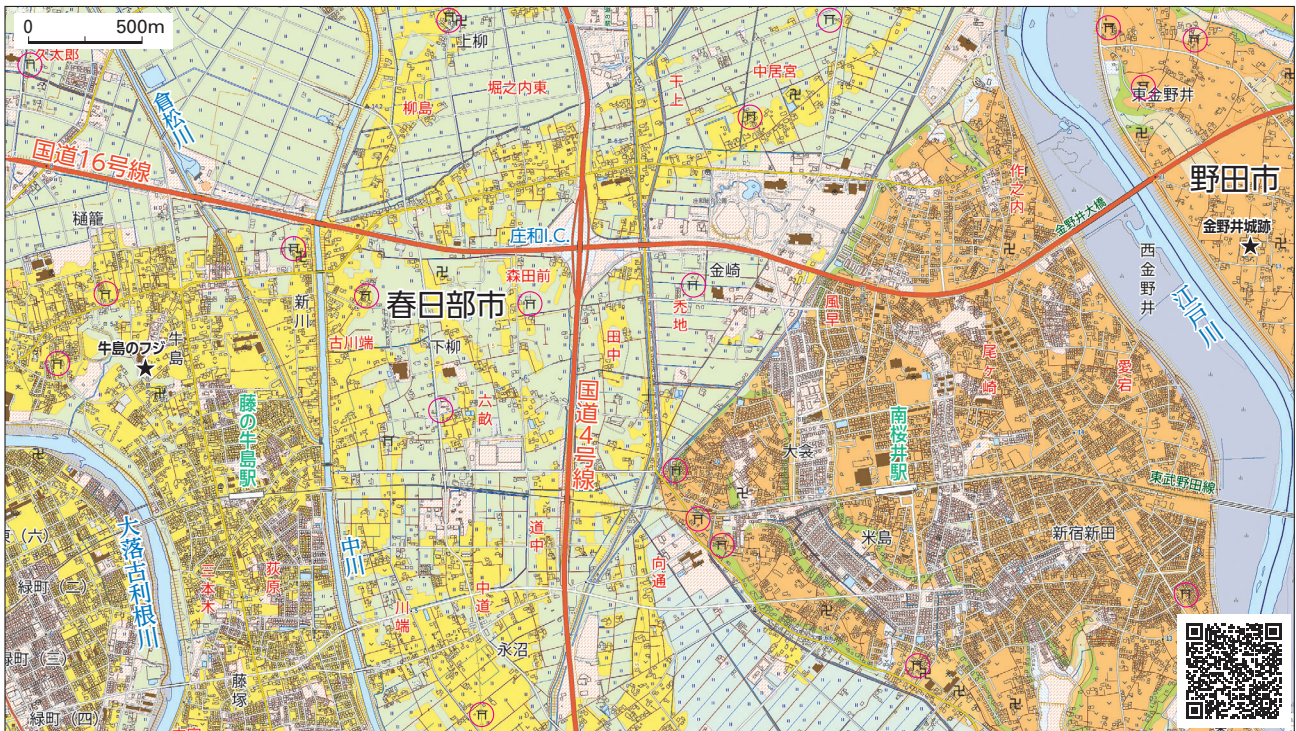 0 500m
久太郎
上柳
倉松川
堀之内東
柳島
干上
中居宮
東金野井
国道16号線
作之内
野田市
金野井大橋
金野井城跡
樋籠
庄和I.C.
西金野井
江戸川
森田前
金崎
新川
春日部市
禿地
風早
古川端
下柳
田中
牛島のフジ
牛島
尾ヶ崎
愛宕
藤の牛島駅
六畝
国道4号線
南桜井駅
大衾
東武野田線
大落古利根川
中川
道中
米島
新宿新田
緑町(二)
三本木
荻原
川端
中道
向通
永沼
緑町(三)
藤塚
緑町(四)